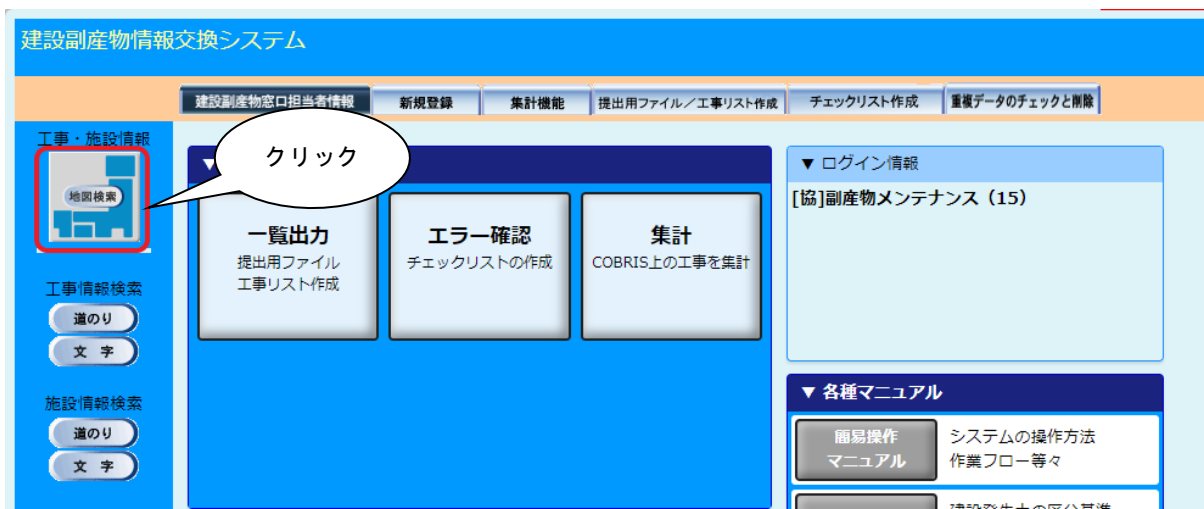 建設副産物情報交換システム
建設副産物窓口担当者情報
新規登録
集計機能
提出用ファイル／工事リスト作成
チェックリスト作成
重複データのチェックと削除
工事・施設情報
地図検索
工事情報検索
道のり
文 字
施設情報検索
道のり
文 字
クリック
▼
一覧出力
提出用ファイル
工事リスト作成
エラー確認
チェックリストの作成
集計
COBRIS上の工事を集計
▼ ログイン情報
[協]副産物メンテナンス（15）
▼ 各種マニュアル
簡易操作
マニュアル
システムの操作方法
作業フロー等々